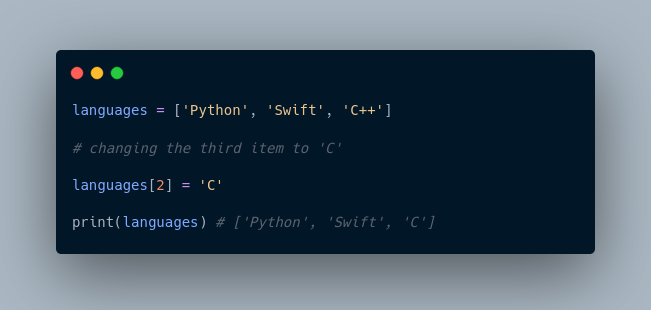 languages = ['Python', 'Swift', 'C++']
# changing the third item to 'C'
languages[2] = 'C'
print(languages) # ['Python', 'Swift', 'C']